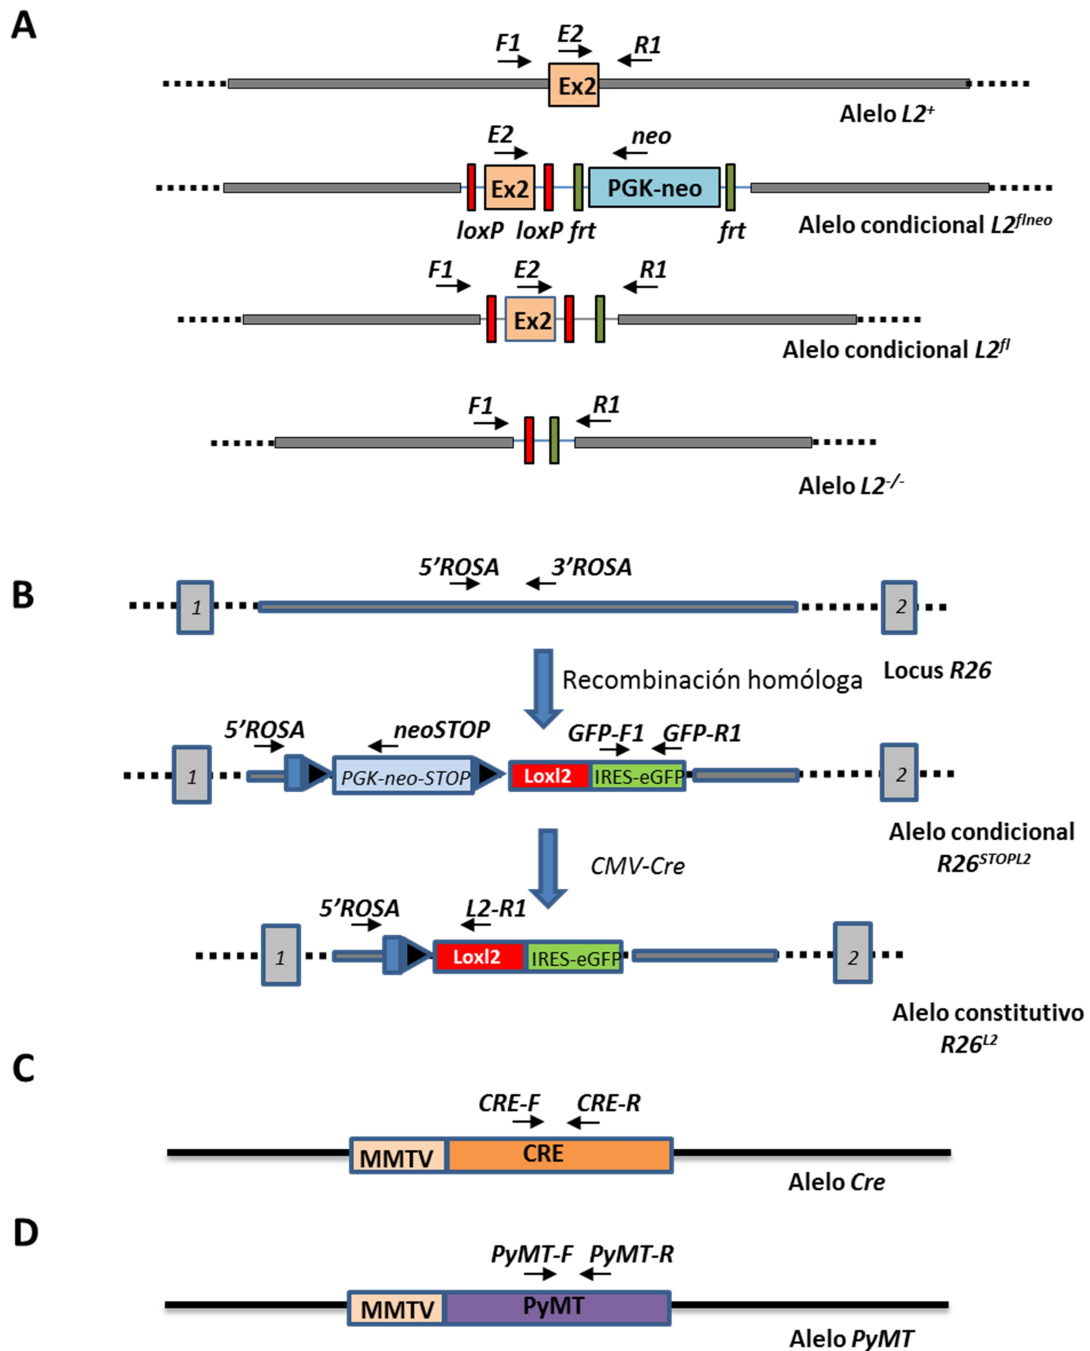 A
F1 E2 R1
Ex2
Alelo L2+
E2 neo
Ex2 PGK-neo
loxP loxP frt frt
Alelo condicional L2flneo
F1 E2 R1
Ex2
Alelo condicional L2fl
F1 R1
Alelo L2-/-
B
5’ROSA 3’ROSA
1 2
Locus R26
Recombinación homóloga
5’ROSA neoSTOP GFP-F1 GFP-R1
1 PGK-neo-STOP Loxl2 IRES-eGFP 2
Alelo condicional
R26STOPL2
CMV-Cre
5’ROSA L2-R1
1 Loxl2 IRES-eGFP 2
Alelo constitutivo
R26L2
C
CRE-F CRE-R
MMTV CRE
Alelo Cre
D
PyMT-F PyMT-R
MMTV PyMT
Alelo PyMT